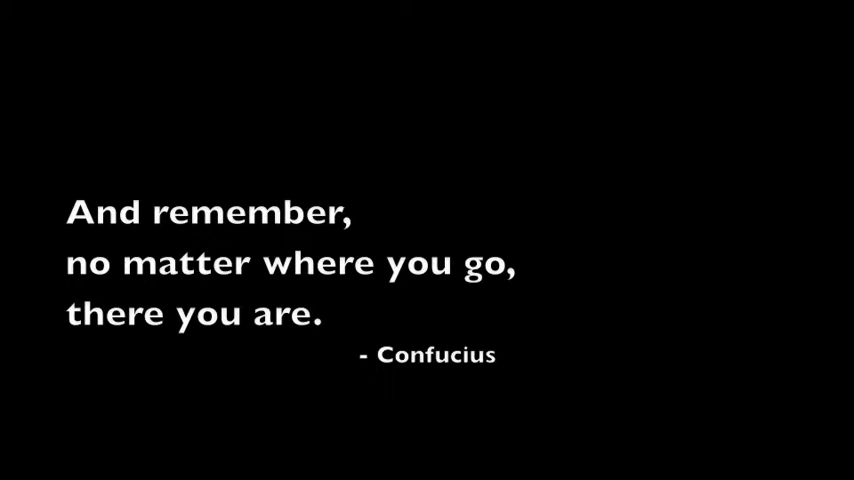 And remember,
no matter where you go,
there you are.
- Confucius